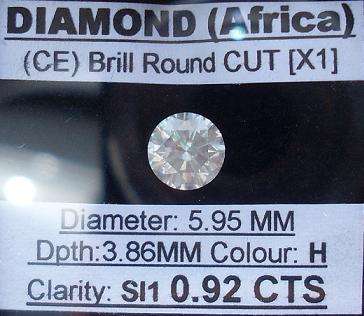 DIAMOND (Africa)
(CE) Brill Round CUT [X1]
Diameter: 5.95 MM
Dpth:3.86MM Colour: H
Clarity: SI1 0.92 CTS